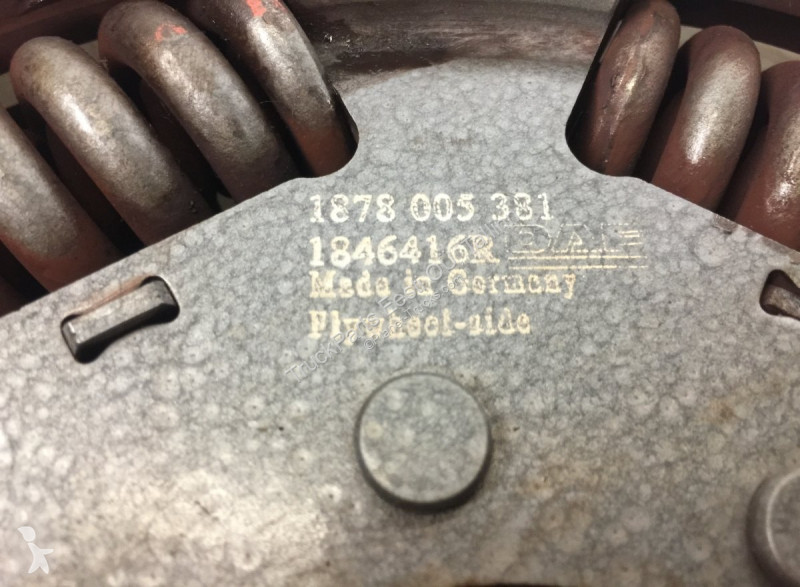 1878 005 381
1846416R DAF
Made in Germany
Flywheel-side